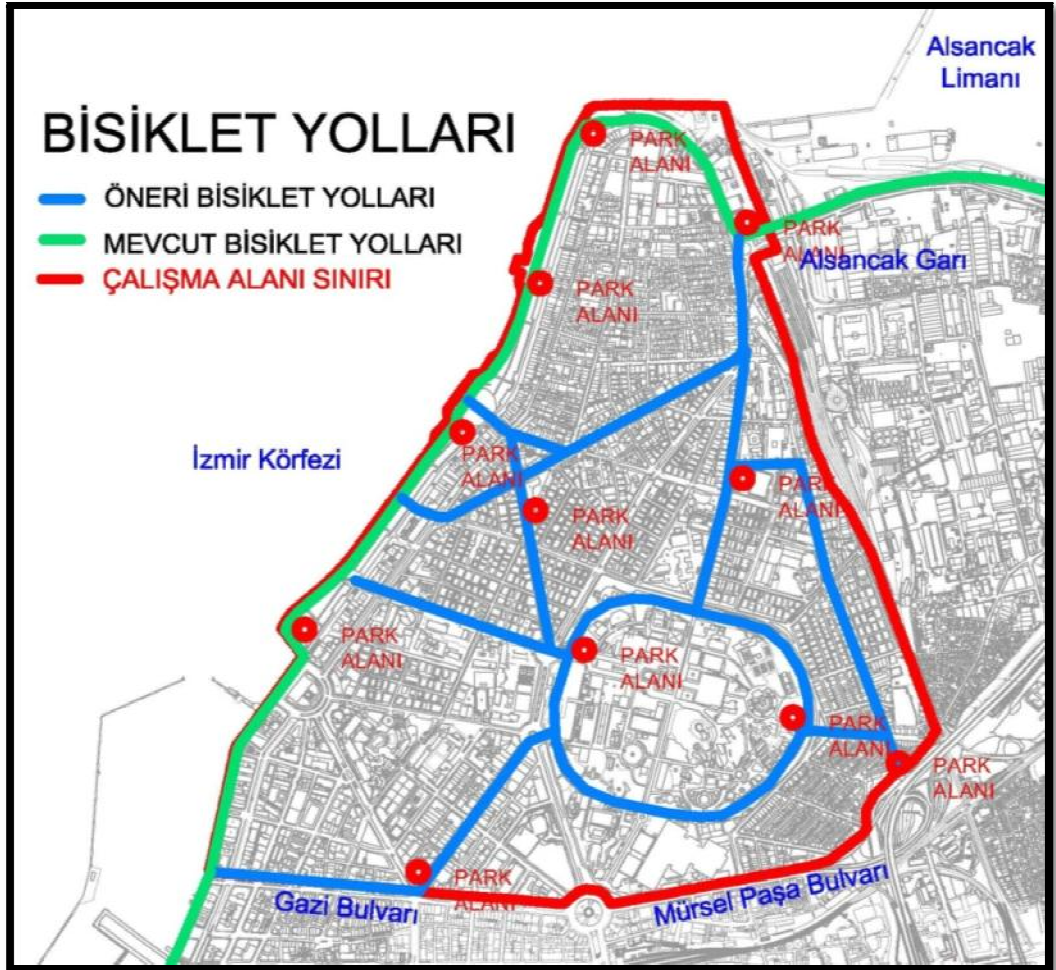 Alsancak
Limanı
BİSİKLET YOLLARI
ÖNERİ BİSİKLET YOLLARI
MEVCUT BİSİKLET YOLLARI
ÇALIŞMA ALANI SINIRI
PARK
ALANI
PARK
ALANI
Alsancak Garı
PARK
ALANI
İzmir Körfezi
PARK
ALANI
PARK
ALANI
PARK
ALANI
PARK
ALANI
PARK
ALANI
PARK
ALANI
PARK
ALANI
PARK
ALANI
Gazi Bulvarı
Mürsel Paşa Bulvarı